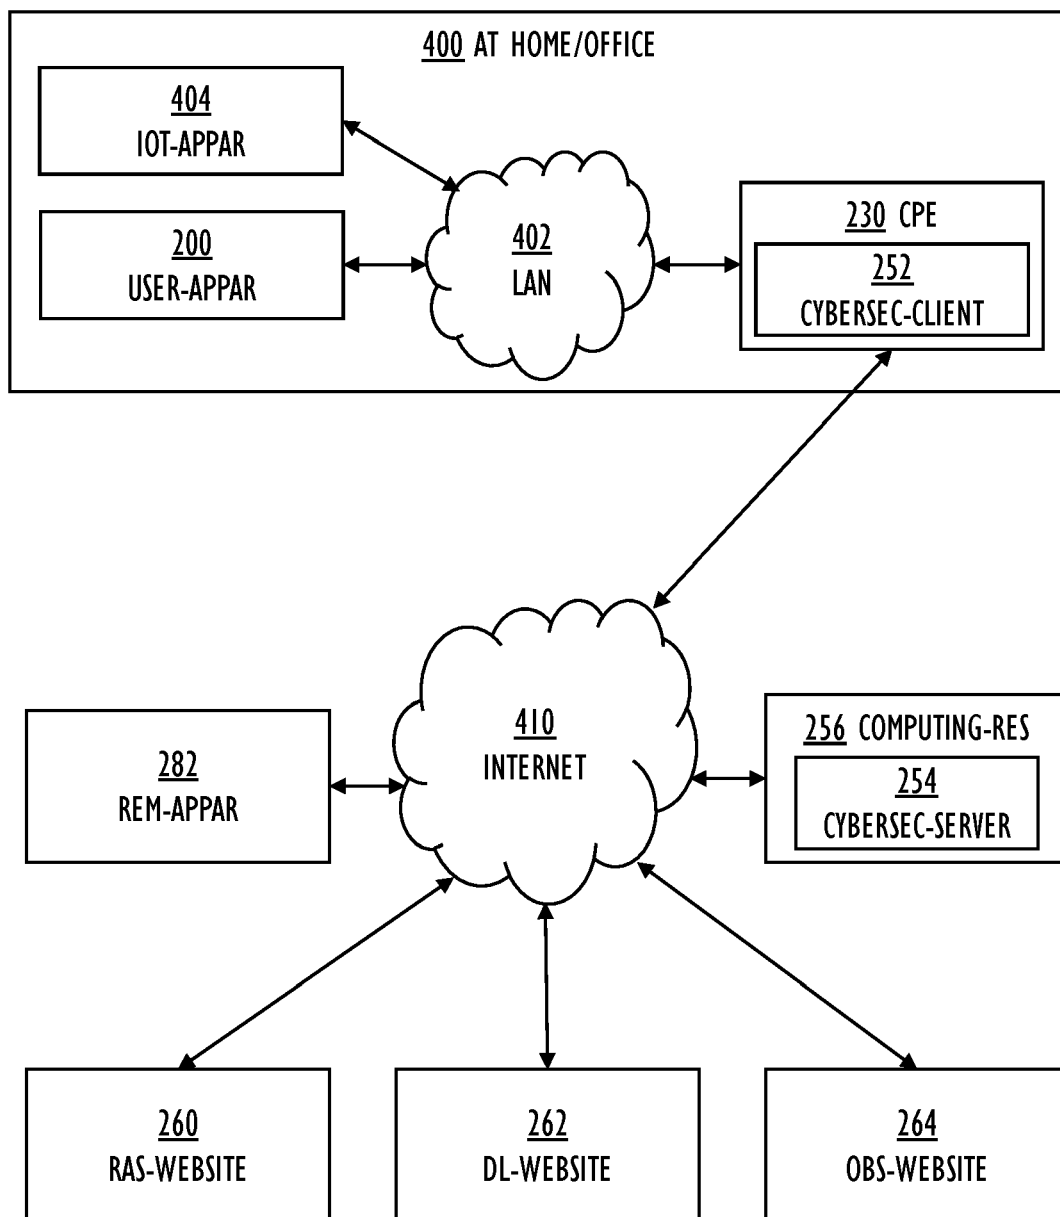 400 AT HOME/OFFICE
404
IOT-APPAR
200
USER-APPAR
402
LAN
230 CPE
252
CYBERSEC-CLIENT
410
INTERNET
282
REM-APPAR
256 COMPUTING-RES
254
CYBERSEC-SERVER
260
RAS-WEBSITE
262
DL-WEBSITE
264
OBS-WEBSITE